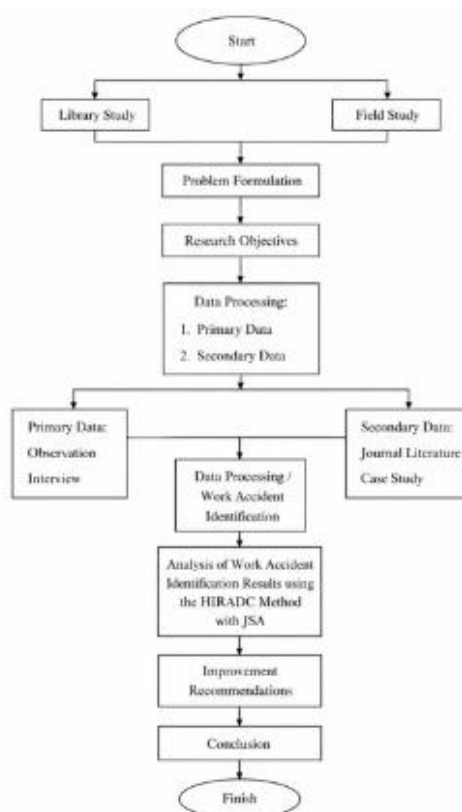 Start
Library Study
Field Study
Problem Formulation
Research Objectives
Data Processing:
1. Primary Data
2. Secondary Data
Primary Data:
Observation
Interview
Secondary Data:
Journal Literature
Case Study
Data Processing /
Work Accident
Identification
Analysis of Work Accident
Identification Results using
the HIRADC Method
with JSA
Improvement
Recommendations
Conclusion
Finish